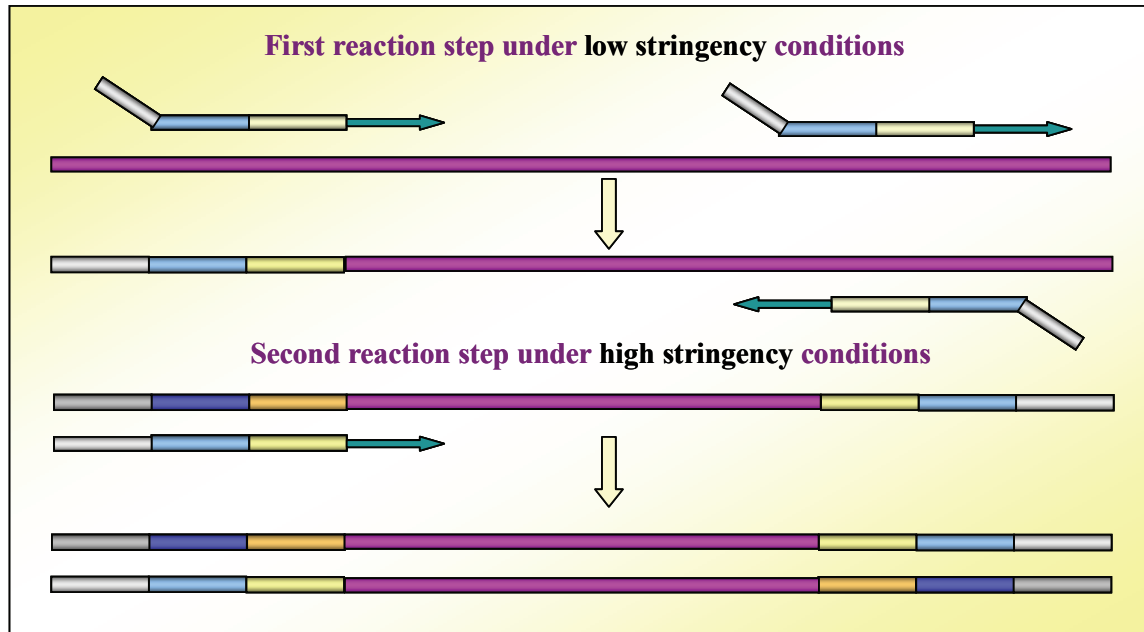 First reaction step under low stringency conditions
Second reaction step under high stringency conditions